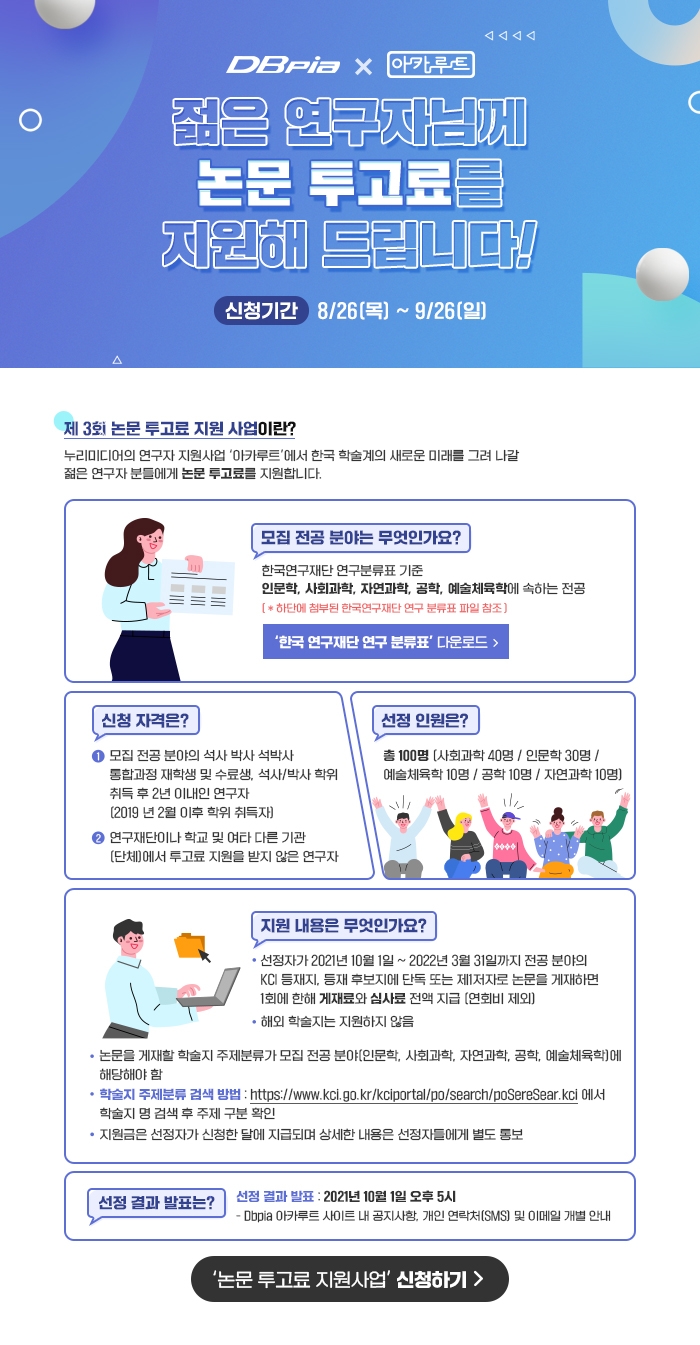 DBpia × 아카루트
젊은 연구자님께
논문 투고료를
지원해 드립니다!
신청기간 8/26(목) ~ 9/26(일)
제 3회 논문 투고료 지원 사업이란?
누리미디어의 연구자 지원사업 ‘아카루트’에서 한국 학술계의 새로운 미래를 그려 나갈
젊은 연구자 분들에게 논문 투고료를 지원합니다.
모집 전공 분야는 무엇인가요?
한국연구재단 연구분류표 기준
인문학, 사회과학, 자연과학, 공학, 예술체육학에 속하는 전공
( * 하단에 첨부된 한국연구재단 연구 분류표 파일 참조 )
‘한국 연구재단 연구 분류표’ 다운로드 >
신청 자격은?
1 모집 전공 분야의 석사 박사 석박사
통합과정 재학생 및 수료생, 석사/박사 학위
취득 후 2년 이내인 연구자
(2019 년 2월 이후 학위 취득자)
2 연구재단이나 학교 및 여타 다른 기관
(단체)에서 투고료 지원을 받지 않은 연구자
선정 인원은?
총 100명 (사회과학 40명 / 인문학 30명 /
예술체육학 10명 / 공학 10명 / 자연과학 10명)
지원 내용은 무엇인가요?
• 선정자가 2021년 10월 1일 ~ 2022년 3월 31일까지 전공 분야의
KCI 등재지, 등재 후보지에 단독 또는 제1저자로 논문을 게재하면
1회에 한해 게재료와 심사료 전액 지급 (연회비 제외)
• 해외 학술지는 지원하지 않음
• 논문을 게재할 학술지 주제분류가 모집 전공 분야(인문학, 사회과학, 자연과학, 공학, 예술체육학)에
해당해야 함
• 학술지 주제분류 검색 방법 : https://www.kci.go.kr/kciportal/po/search/poSereSear.kci 에서
학술지 명 검색 후 주제 구분 확인
• 지원금은 선정자가 신청한 달에 지급되며 상세한 내용은 선정자들에게 별도 통보
선정 결과 발표는?
선정 결과 발표 : 2021년 10월 1일 오후 5시
- Dbpia 아카루트 사이트 내 공지사항, 개인 연락처(SMS) 및 이메일 개별 안내
‘논문 투고료 지원사업’ 신청하기 >